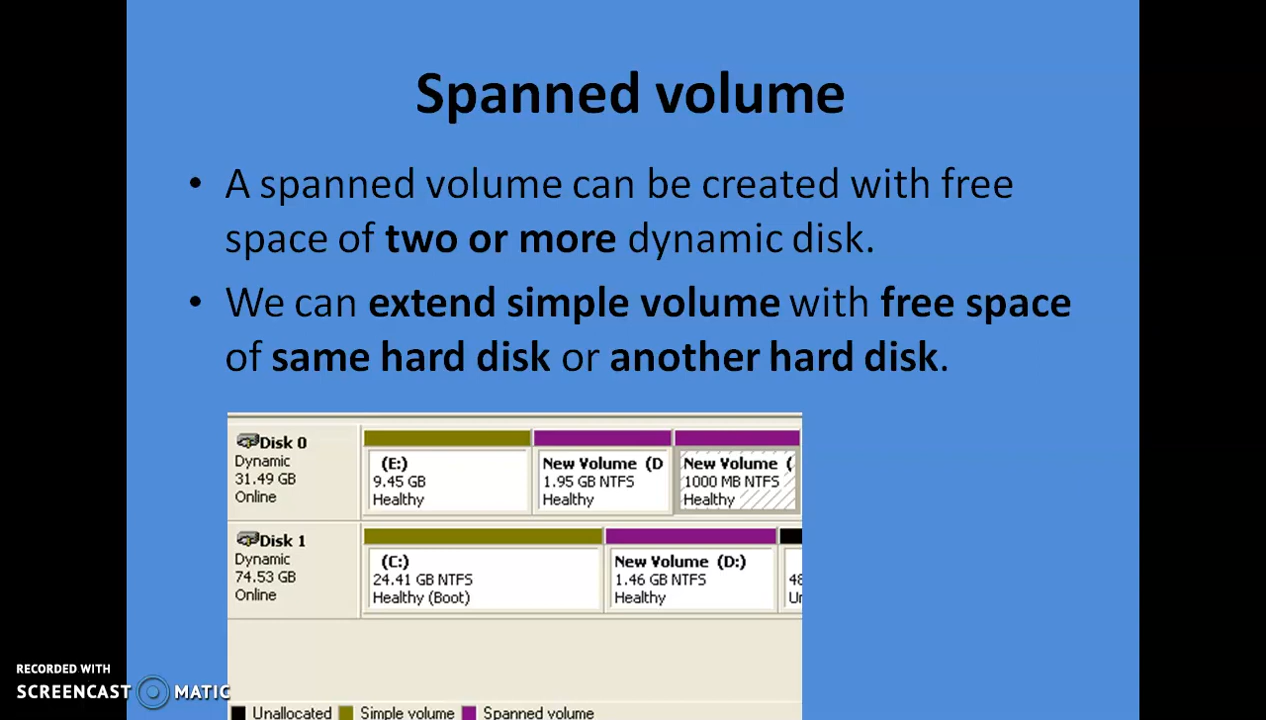 Spanned volume
• A spanned volume can be created with free
space of two or more dynamic disk.
• We can extend simple volume with free space
of same hard disk or another hard disk.
Disk 0
Dynamic
31.49 GB
Online
(E:)
9.45 GB
Healthy
New Volume (D
1.95 GB NTFS
Healthy
New Volume (
1000 MB NTFS
Healthy
Disk 1
Dynamic
74.53 GB
Online
(C:)
24.41 GB NTFS
Healthy (Boot)
New Volume (D:)
1.46 GB NTFS
Healthy
48
Un
Unallocated Simple volume Spanned volume
RECORDED WITH
SCREENCAST MATIC